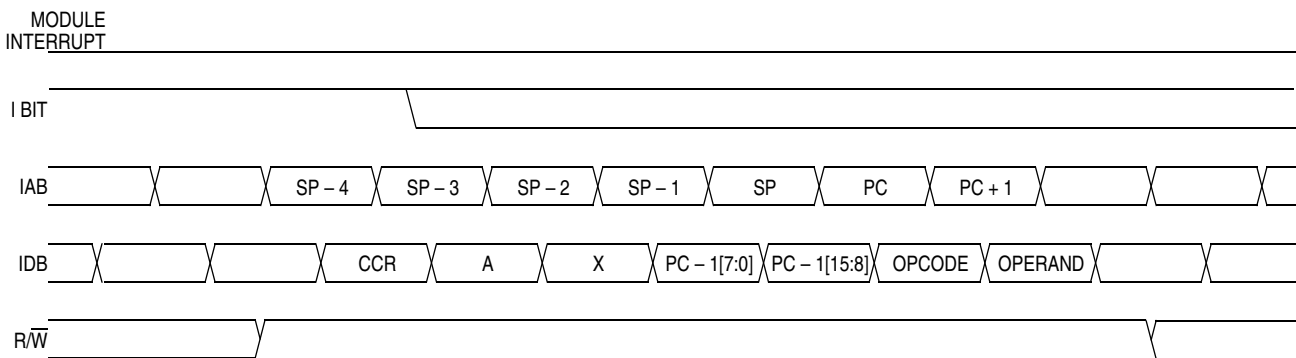 MODULE
INTERRUPT
I BIT
IAB SP – 4 SP – 3 SP – 2 SP – 1 SP PC PC + 1
IDB CCR A X PC – 1[7:0] PC – 1[15:8] OPCODE OPERAND
R/W̅